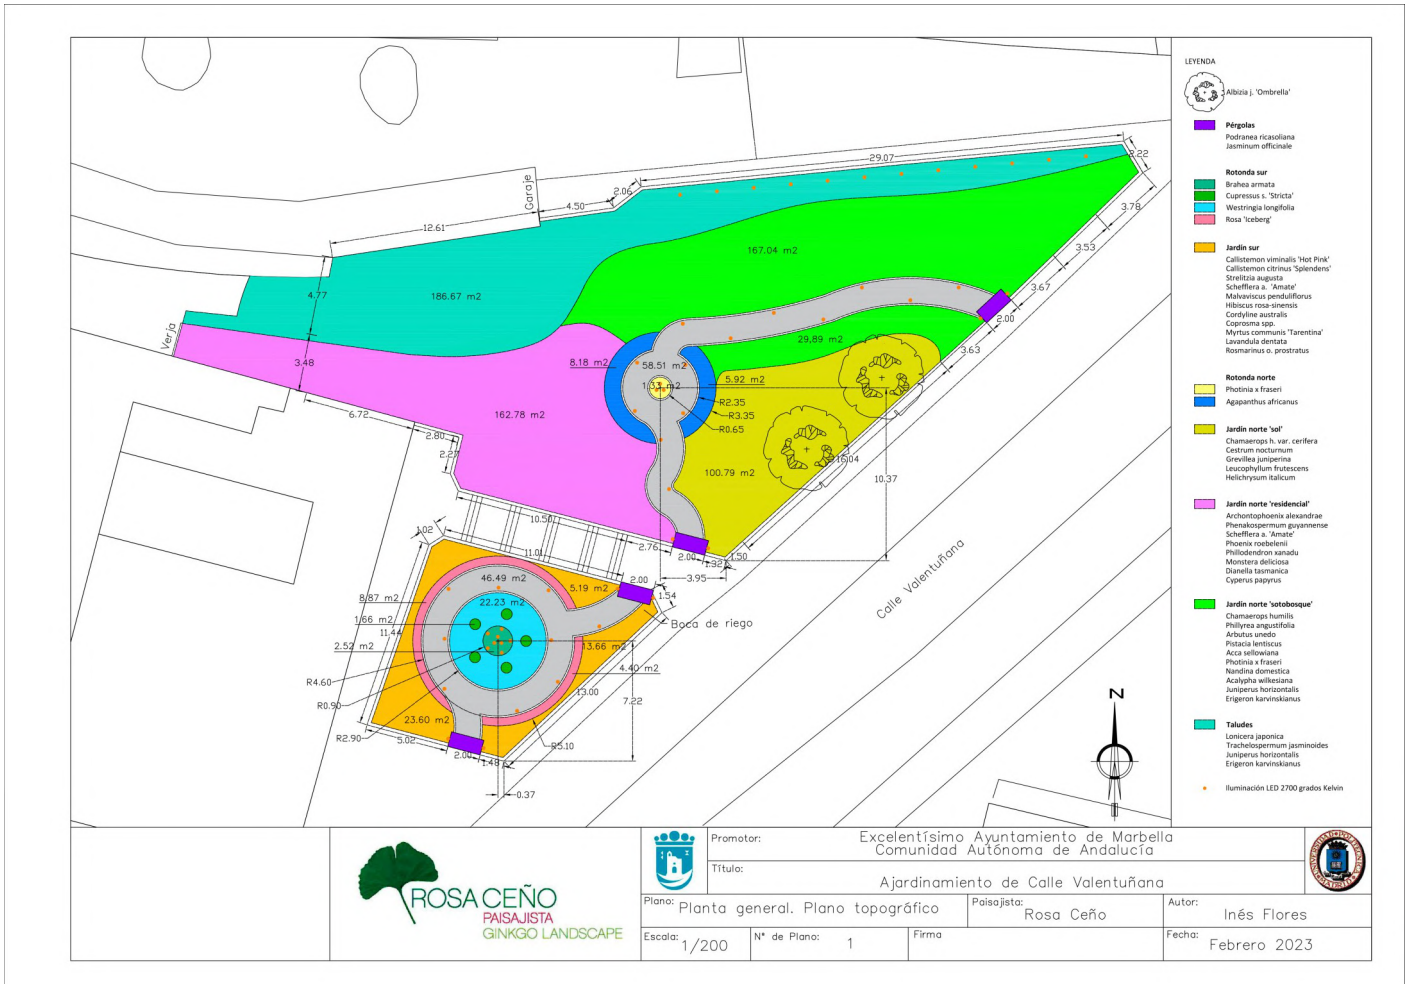 LEYENDA
Albizia j. 'Ombrella'
Pérgolas
Podranea ricasoliana
Jasminum officinale
Rotonda sur
Brahea armata
Cupressus s. 'Stricta'
Westringia longifolia
Rosa 'Iceberg'
Jardín sur
Callistemon viminalis 'Hot Pink'
Callistemon citrinus 'Splendens'
Strelitzia augusta
Schefflera a. 'Amate'
Malvaviscus penduliflorus
Hibiscus rosa-sinensis
Cordyline australis
Coprosma spp.
Myrtus communis 'Tarentina'
Lavandula dentata
Rosmarinus o. prostratus
Rotonda norte
Photinia x fraseri
Agapanthus africanus
Jardín norte 'sol'
Chamaerops h. var. cerifera
Cestrum nocturnum
Grevillea juniperina
Leucophyllum frutescens
Helichrysum italicum
Jardín norte 'residencial'
Archontophoenix alexandrae
Phenakospermum guyannense
Schefflera a. 'Amate'
Phoenix roebelenii
Phillodendron xanadu
Monstera deliciosa
Dianella tasmanica
Cyperus papyrus
Jardín norte 'sotobosque'
Chamaerops humilis
Phillyrea angustifolia
Arbutus unedo
Pistacia lentiscus
Acca sellowiana
Photinia x fraseri
Nandina domestica
Acalypha wilkesiana
Juniperus horizontalis
Erigeron karvinskianus
Taludes
Lonicera japonica
Trachelospermum jasminoides
Juniperus horizontalis
Erigeron karvinskianus
Iluminación LED 2700 grados Kelvin
29.07
2.22
Garaje
2.06
4.50
12.61
3.78
3.53
3.67
2.00
3.63
167.04 m2
186.67 m2
4.77
Verja
3.48
29,89 m2
8.18 m2
58.51 m2
1.33 m2
5.92 m2
R2.35
R3.35
R0.65
6.72
162.78 m2
2.80
2.27
100.79 m2
16.04
10.37
10.50
2.76
2.00
1.32
1.50
3.95
Calle Valentuñana
1.02
11.01
46.49 m2
5.19 m2
2.00
1.54
8.87 m2
22.23 m2
Boca de riego
1.66 m2
11.44
2.52 m2
13.66 m2
4.40 m2
R4.60
13.00
7.22
R0.90
23.60 m2
R2.90
5.02
R5.10
2.00
1.48
0.37
N
ROSA CEÑO
PAISAJISTA
GINKGO LANDSCAPE
Promotor:
Excelentísimo Ayuntamiento de Marbella
Comunidad Autónoma de Andalucía
Título:
Ajardinamiento de Calle Valentuñana
Plano: Planta general. Plano topográfico
Paisajista: Rosa Ceño
Autor: Inés Flores
Escala: 1/200
N° de Plano: 1
Firma
Fecha: Febrero 2023
UNIVERSIDAD POLITECNICA
MADRID